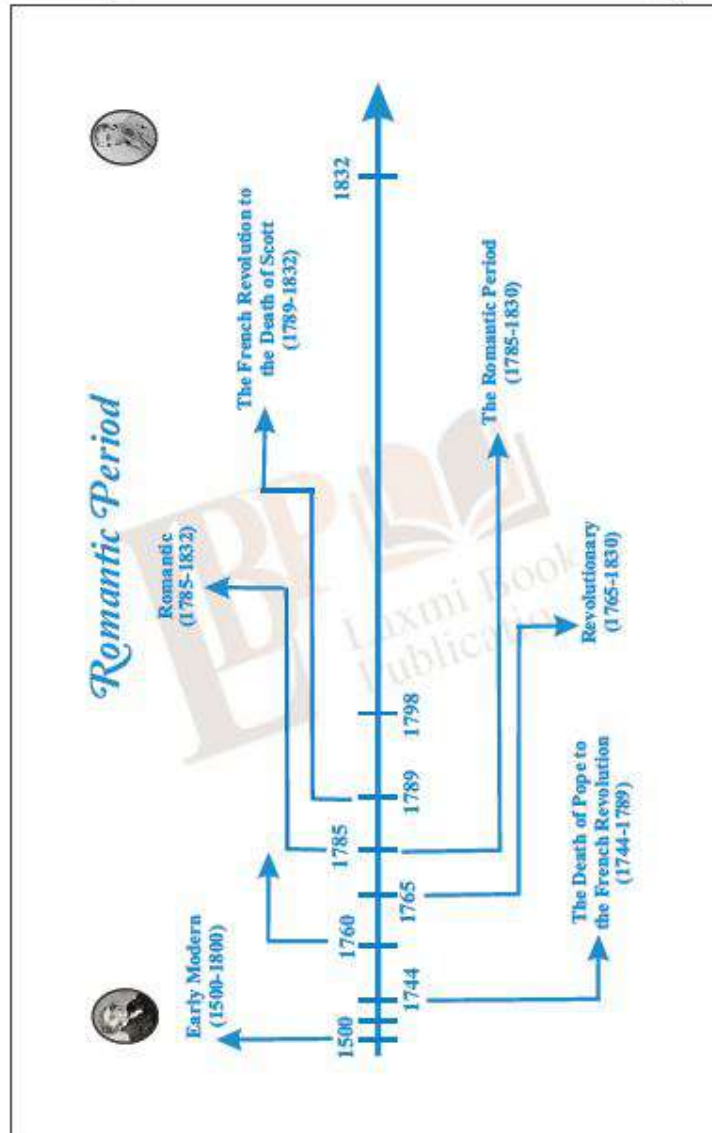 Romantic Period
Early Modern
(1500-1800)
Romantic
(1785-1832)
The French Revolution to
the Death of Scott
(1789-1832)
1500
1760
1785
1789
1832
1744
1765
1798
The Death of Pope to
the French Revolution
(1744-1789)
Revolutionary
(1765-1830)
The Romantic Period
(1785-1830)
LBP
Laxmi Book
Publication